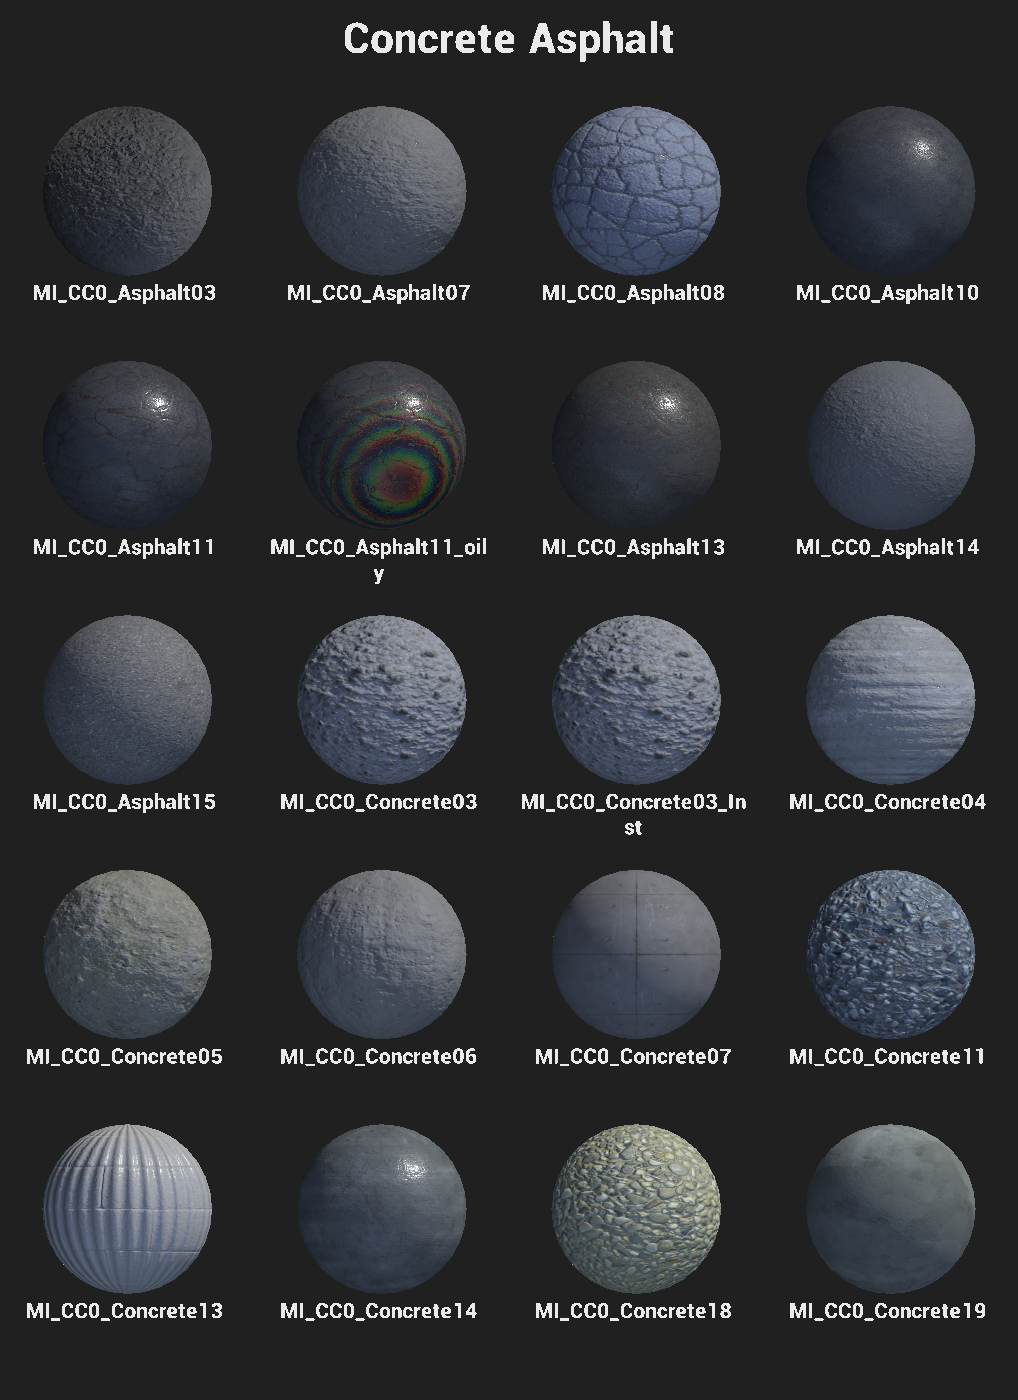 Concrete Asphalt
MI_CC0_Asphalt03
MI_CC0_Asphalt07
MI_CC0_Asphalt08
MI_CC0_Asphalt10
MI_CC0_Asphalt11
MI_CC0_Asphalt11_oil
y
MI_CC0_Asphalt13
MI_CC0_Asphalt14
MI_CC0_Asphalt15
MI_CC0_Concrete03
MI_CC0_Concrete03_In
st
MI_CC0_Concrete04
MI_CC0_Concrete05
MI_CC0_Concrete06
MI_CC0_Concrete07
MI_CC0_Concrete11
MI_CC0_Concrete13
MI_CC0_Concrete14
MI_CC0_Concrete18
MI_CC0_Concrete19